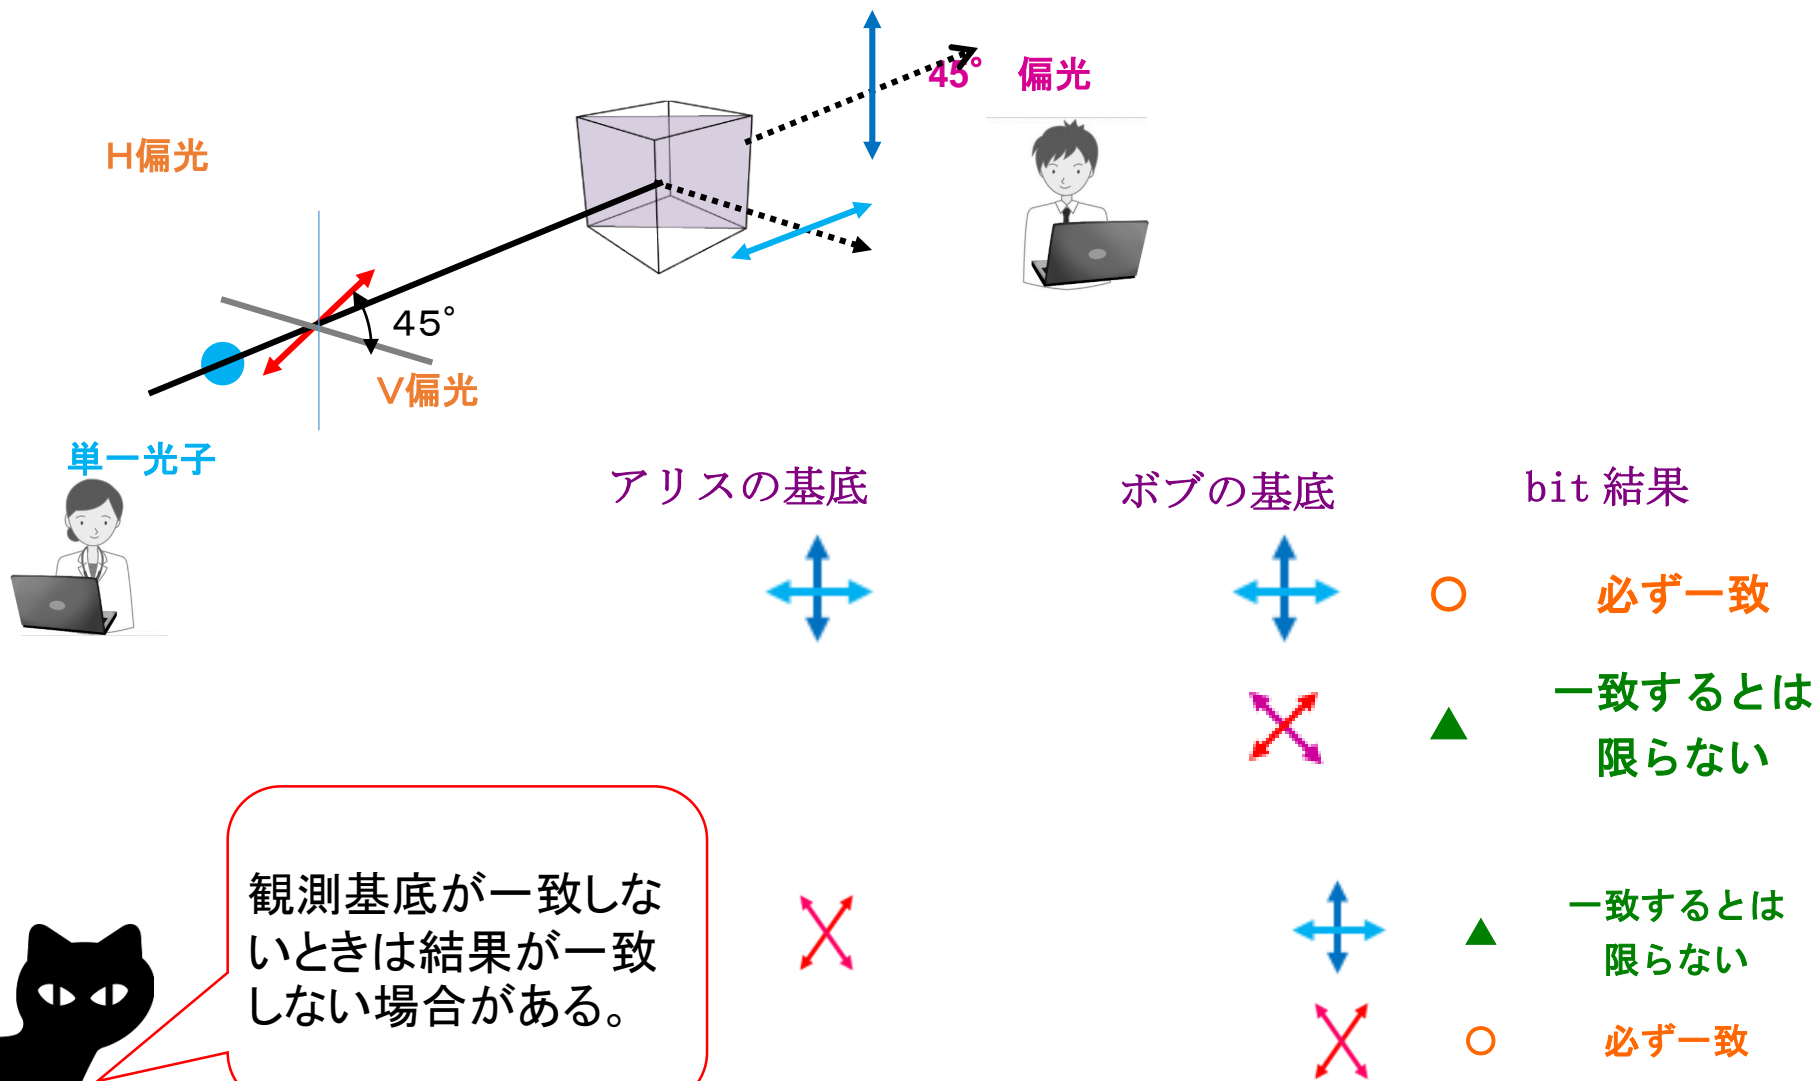 45° 偏光
H偏光
45°
V偏光
単一光子
アリスの基底
ボブの基底
bit 結果
必ず一致
一致するとは
限らない
観測基底が一致しな
いときは結果が一致
しない場合がある。
一致するとは
限らない
必ず一致